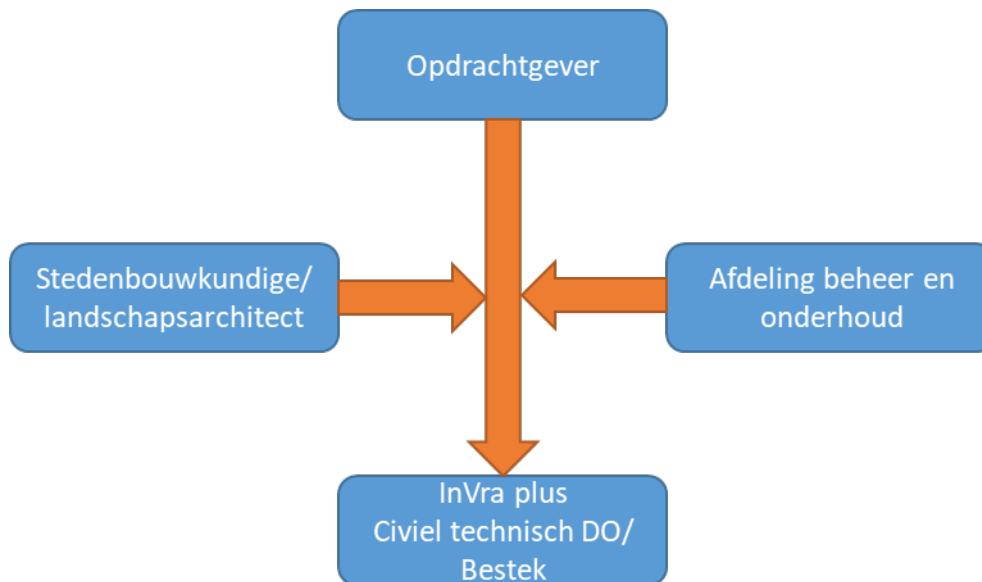 Opdrachtgever
Stedenbouwkundige/
landschapsarchitect
Afdeling beheer en
onderhoud
InVra plus
Civiel technisch DO/
Bestek